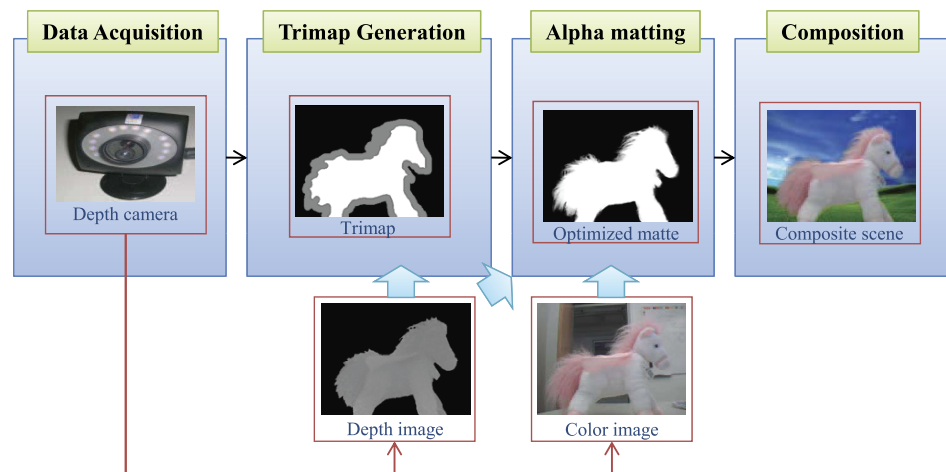 Data Acquisition
Trimap Generation
Alpha matting
Composition
Depth camera
Trimap
Optimized matte
Composite scene
Depth image
Color image